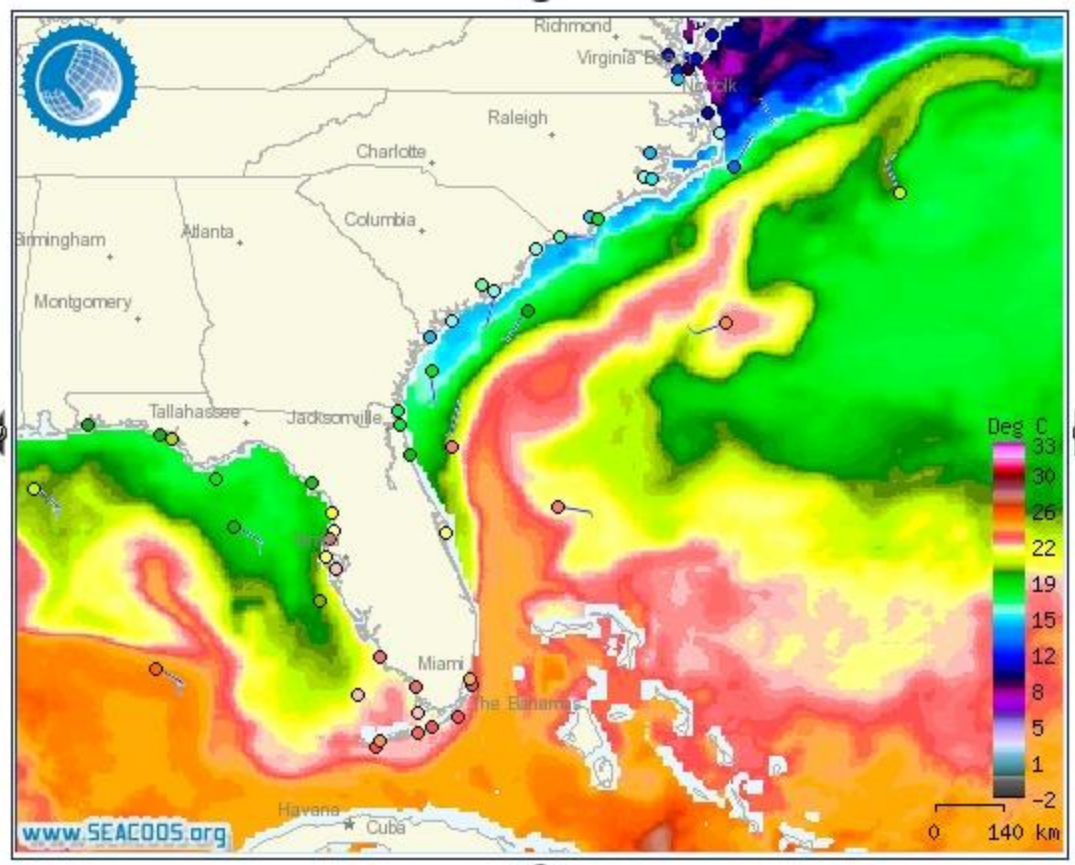 Richmond
Virginia Be
Norfolk
Raleigh
Charlotte
Columbia
Birmingham
Atlanta
Montgomery
Tallahassee
Jacksonville
Deg C
33
30
26
22
19
15
12
8
5
1
-2
Miami
The Bahamas
Havana
Cuba
www.SEACOOS.org
0 140 km